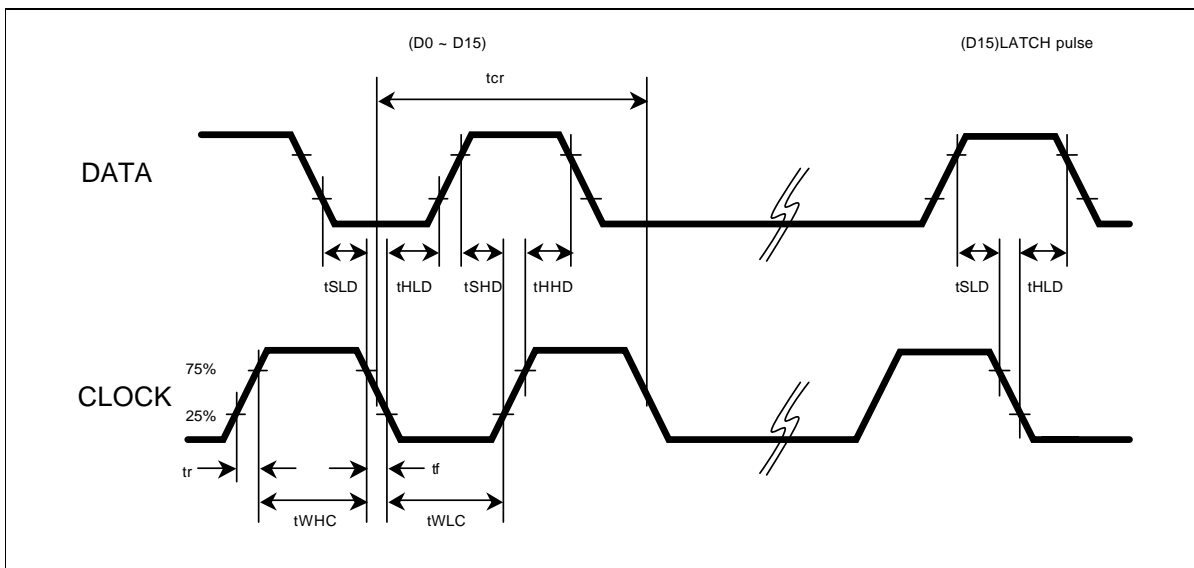 (D0 ~ D15) (D15)LATCH pulse
tcr
DATA
tSLD tHLD tSHD tHHD tSLD tHLD
75%
CLOCK
25%
tr tf
tWHC tWLC